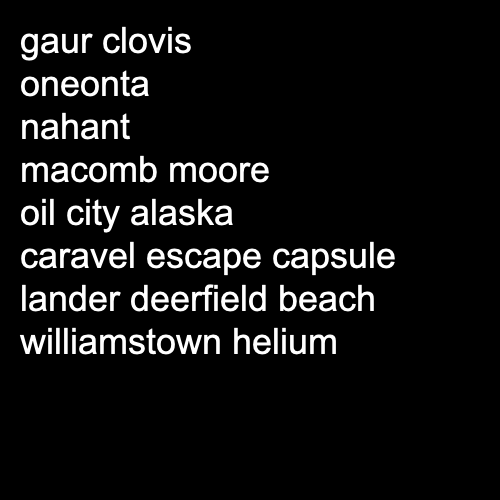 gaur clovis
oneonta
nahant
macomb moore
oil city alaska
caravel escape capsule
lander deerfield beach
williamstown helium